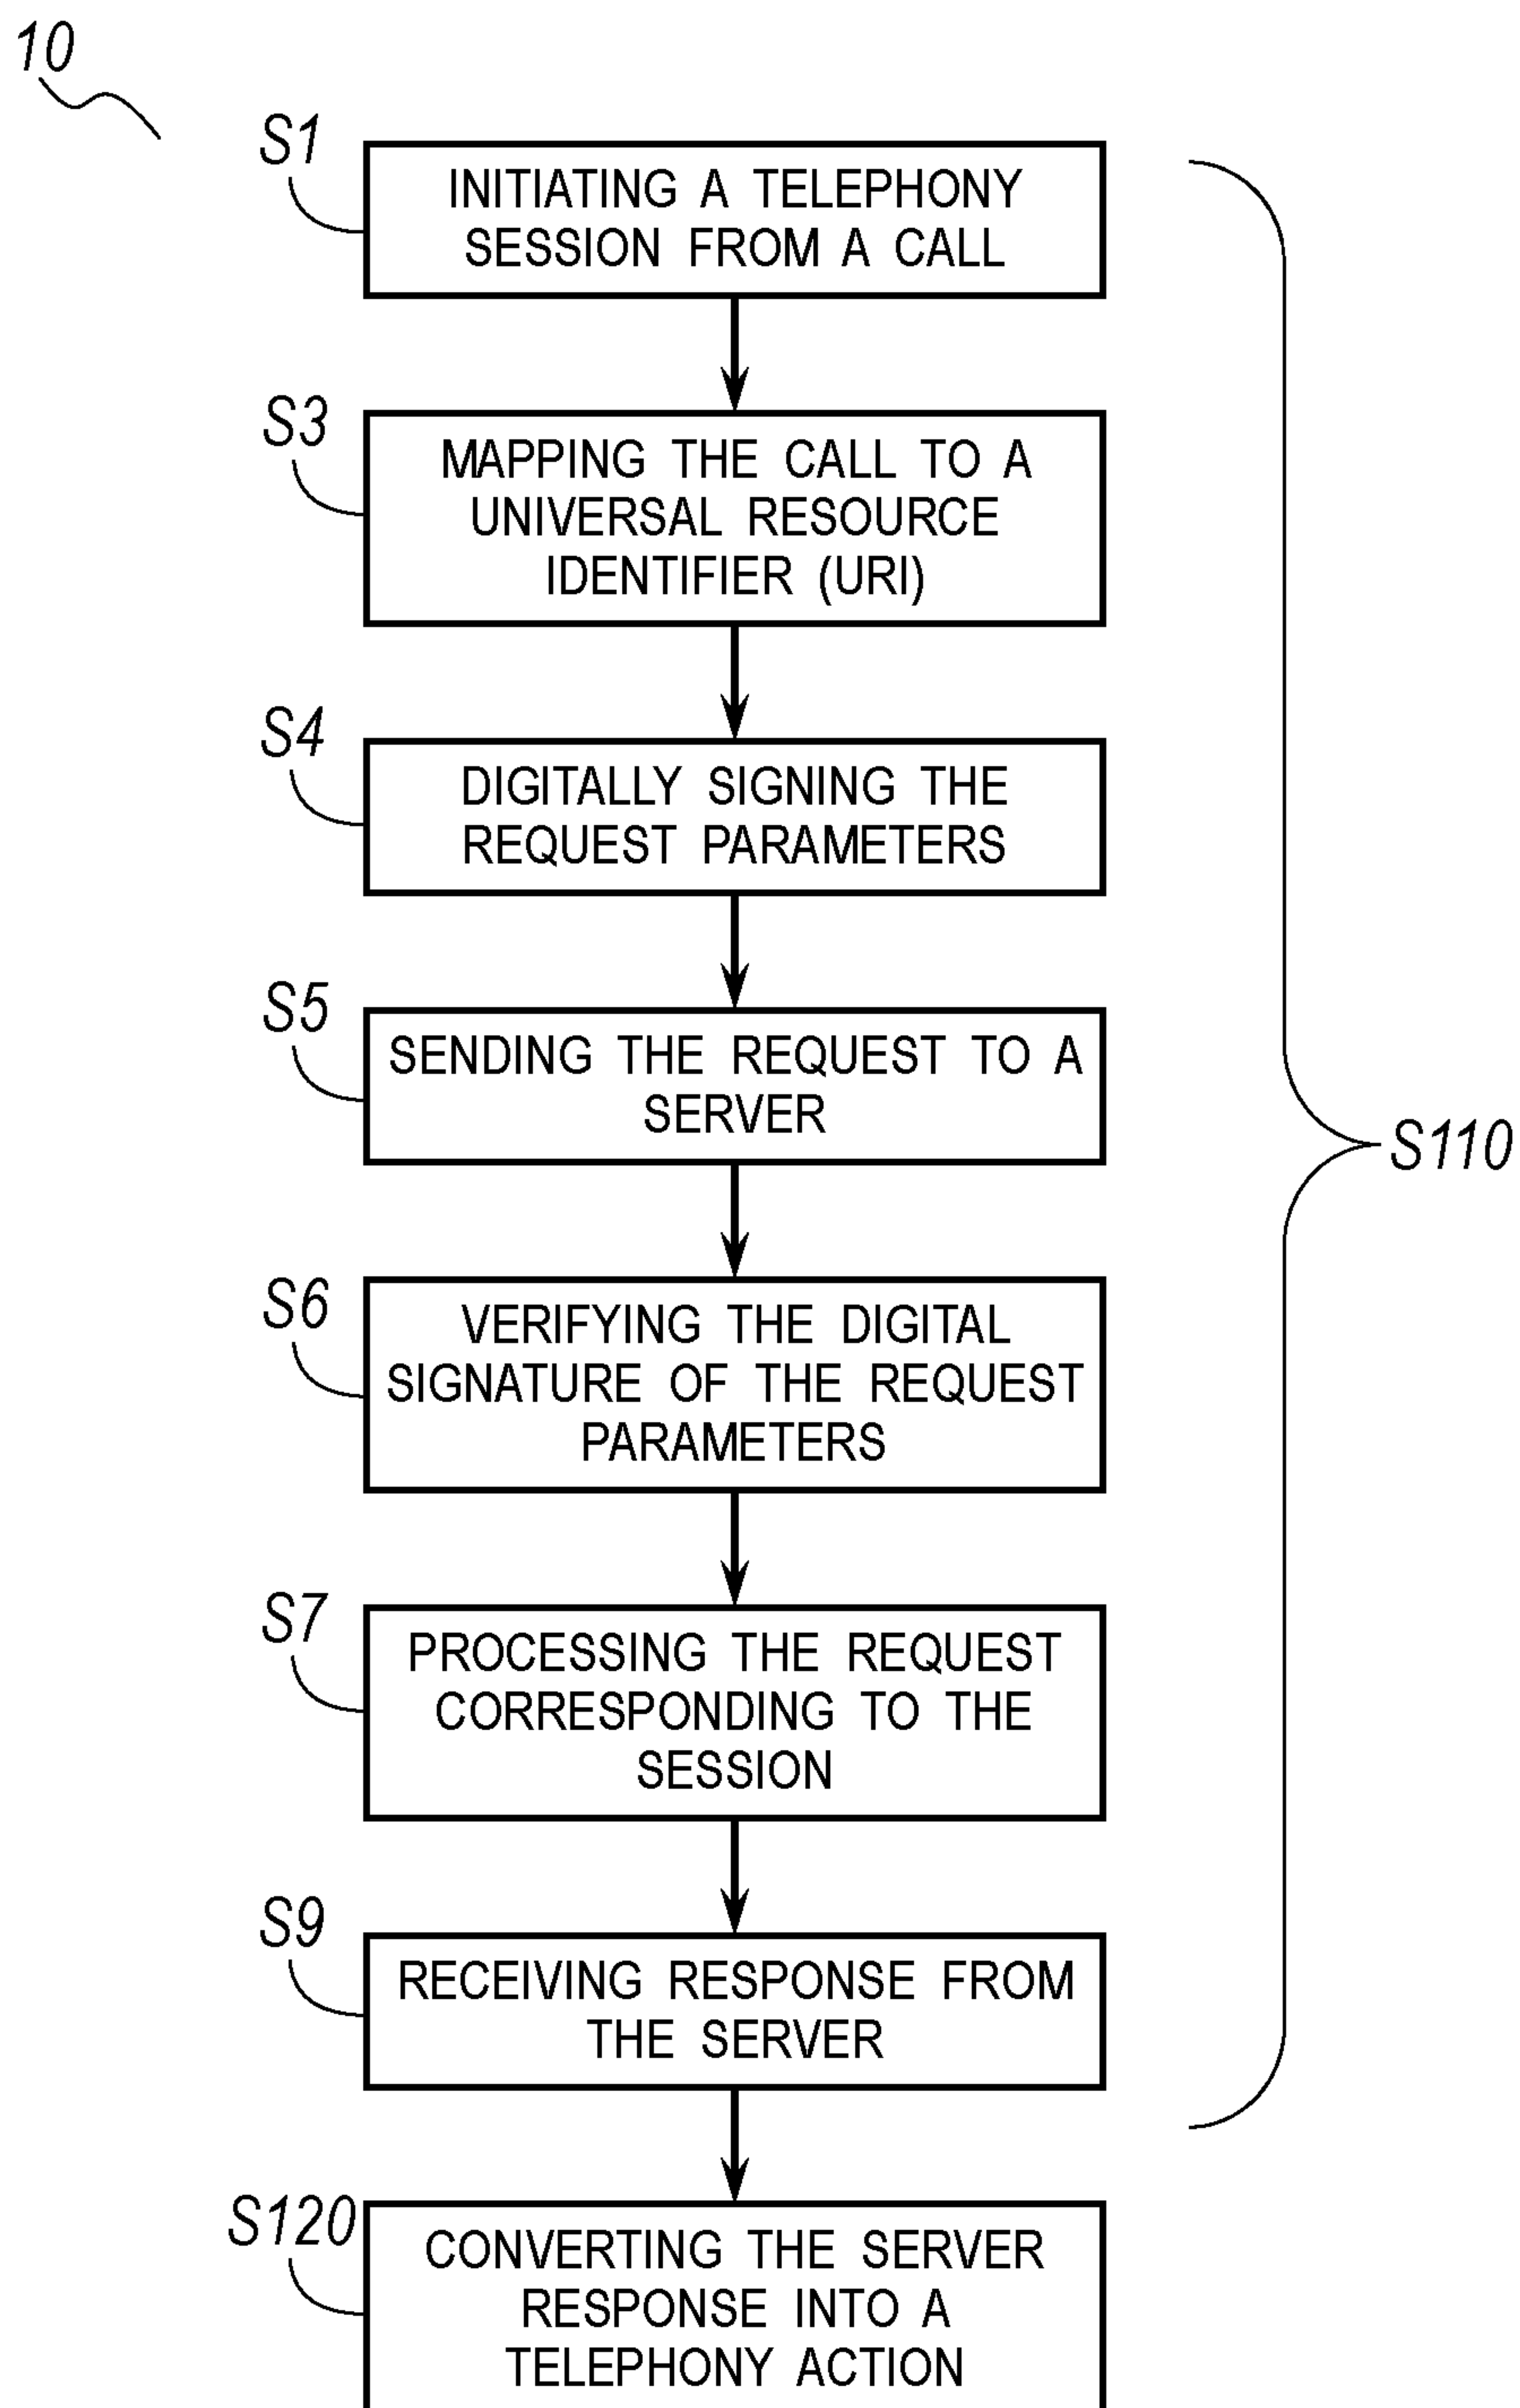 10
S1
INITIATING A TELEPHONY
SESSION FROM A CALL
S3
MAPPING THE CALL TO A
UNIVERSAL RESOURCE
IDENTIFIER (URI)
S4
DIGITALLY SIGNING THE
REQUEST PARAMETERS
S5
SENDING THE REQUEST TO A
SERVER
S110
S6
VERIFYING THE DIGITAL
SIGNATURE OF THE REQUEST
PARAMETERS
S7
PROCESSING THE REQUEST
CORRESPONDING TO THE
SESSION
S9
RECEIVING RESPONSE FROM
THE SERVER
S120
CONVERTING THE SERVER
RESPONSE INTO A
TELEPHONY ACTION